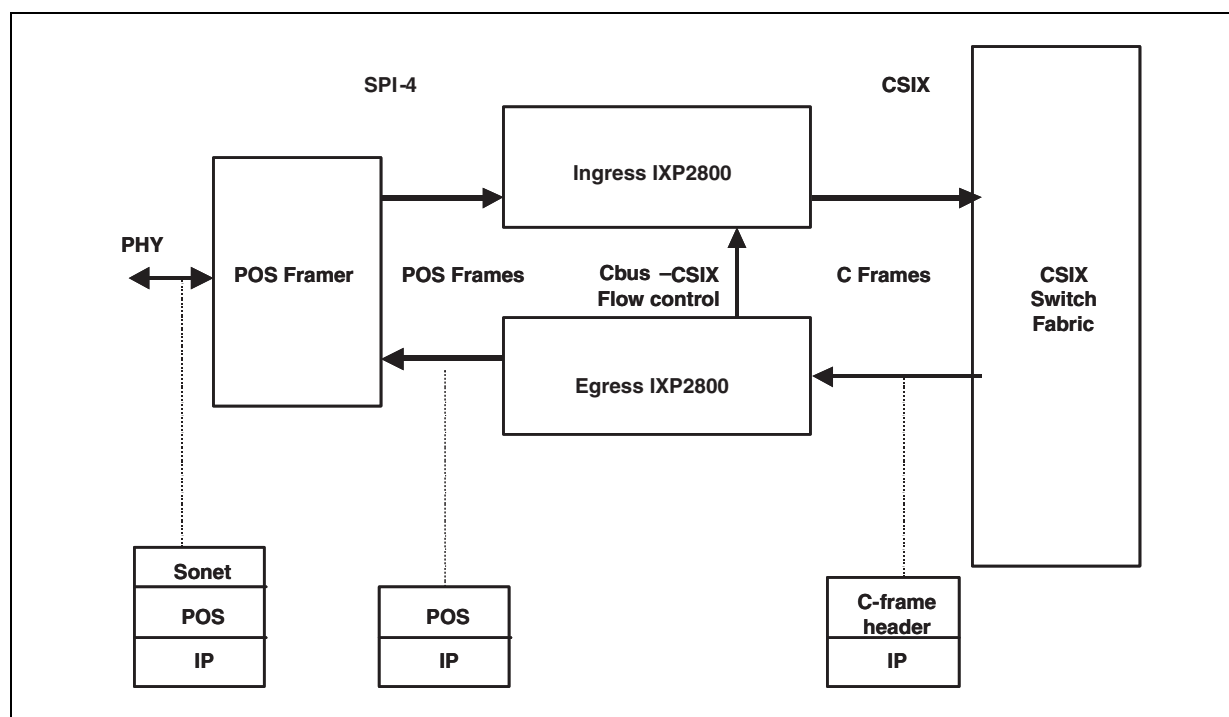 SPI-4
CSIX
Ingress IXP2800
PHY
POS Framer
POS Frames
Cbus –CSIX
Flow control
C Frames
CSIX
Switch
Fabric
Egress IXP2800
Sonet
POS
IP
POS
IP
C-frame
header
IP